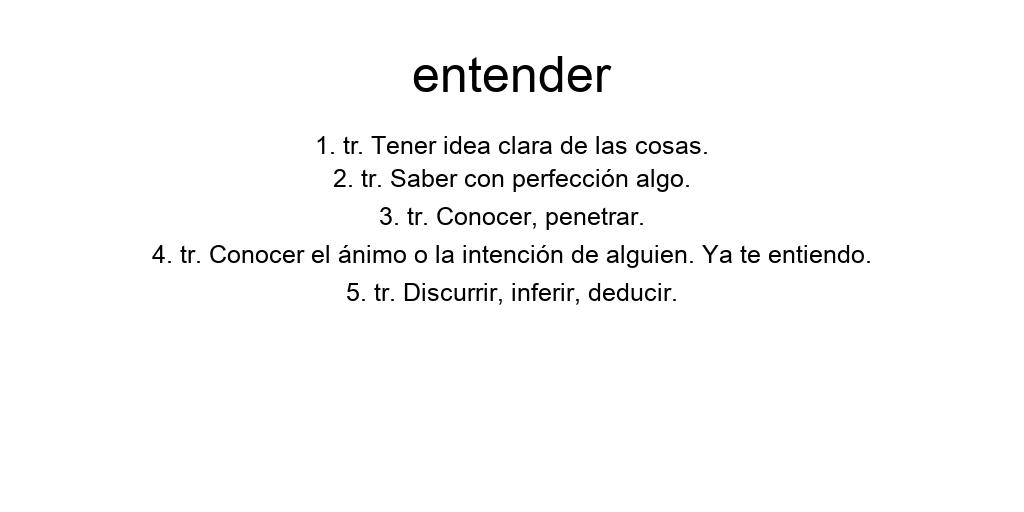 entender
1. tr. Tener idea clara de las cosas.
2. tr. Saber con perfección algo.
3. tr. Conocer, penetrar.
4. tr. Conocer el ánimo o la intención de alguien. Ya te entiendo.
5. tr. Discurrir, inferir, deducir.